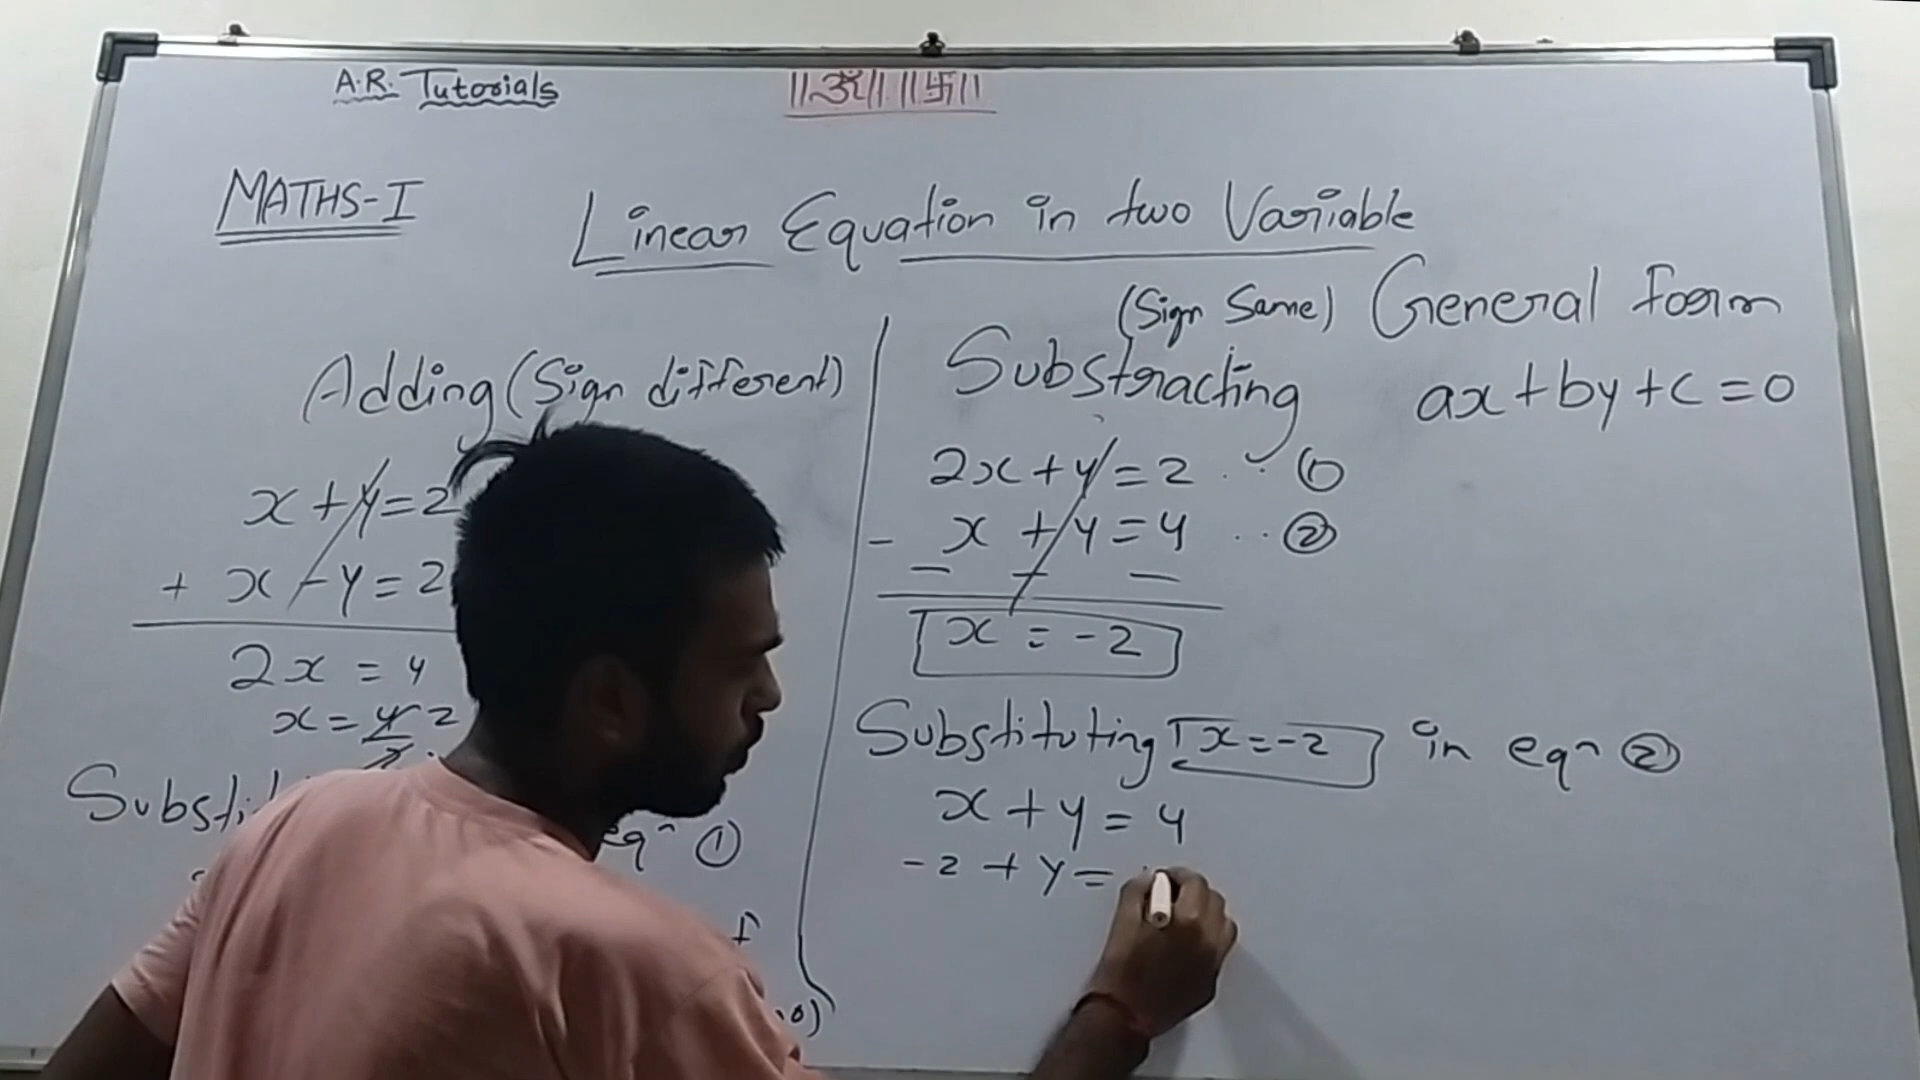 A.R. Tutorials
||ॐ|| ||卐||
MATHS-I
Linear Equation in two Variable
Adding (Sign different)
x + y = 2
+ x - y = 2
2x = 4
x = 4 2
eqn ①
(Sign Same)
Substracting
2x + y = 2 .. ①
- x + y = 4 .. ②
- - -
x = -2
Substituting x = -2 in eqn ②
x + y = 4
-2 + y =
General form
ax + by + c = 0